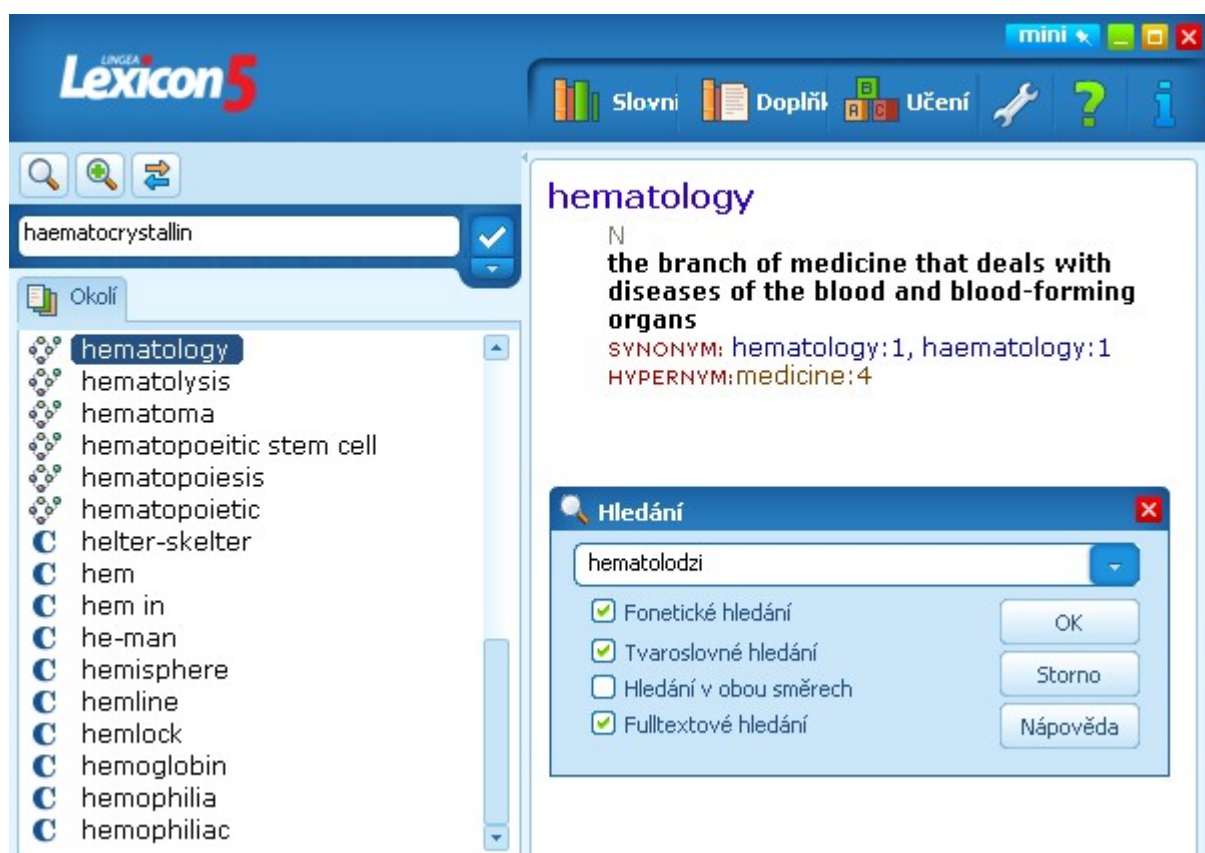 mini
LINGEA
Lexicon5
Slovni
Doplňk
Učení
haematocrystallin
Okolí
hematology
hematolysis
hematoma
hematopoeitic stem cell
hematopoiesis
hematopoietic
helter-skelter
hem
hem in
he-man
hemisphere
hemline
hemlock
hemoglobin
hemophilia
hemophiliac
hematology
N
the branch of medicine that deals with
diseases of the blood and blood-forming
organs
SYNONYM: hematology:1, haematology:1
HYPERNYM:medicine:4
Hledání
hematolodzi
Fonetické hledání
Tvaroslovné hledání
Hledání v obou směrech
Fulltextové hledání
OK
Storno
Nápověda